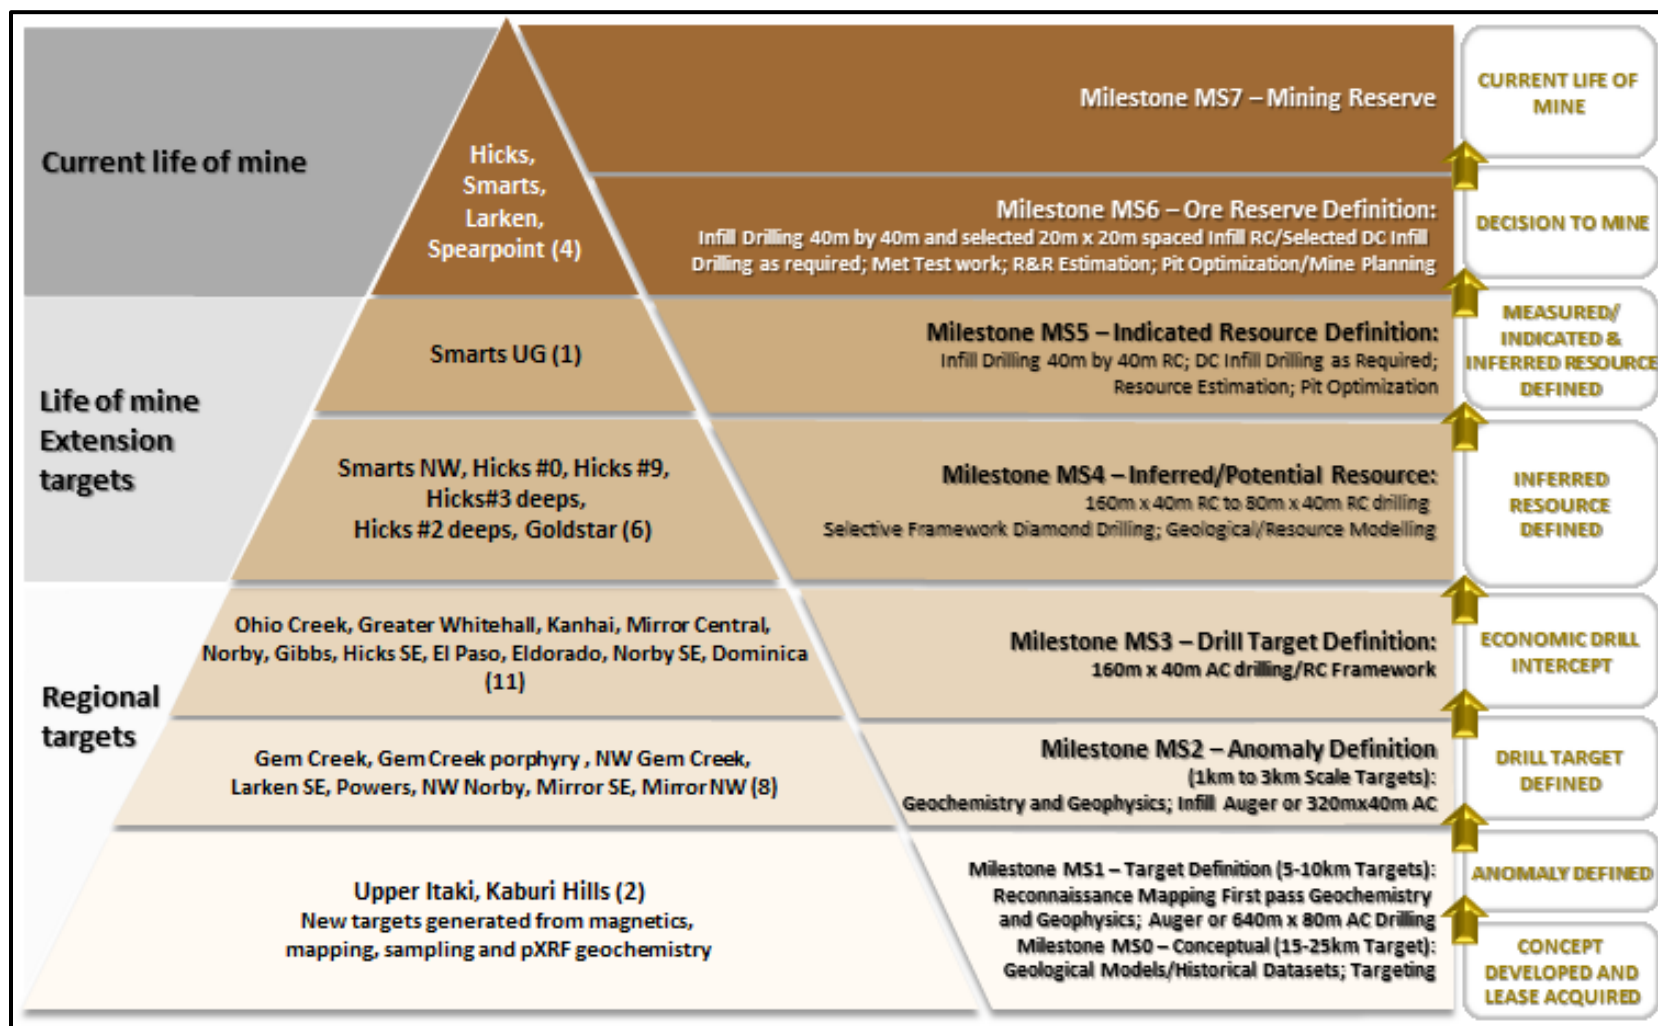 Current life of mine
Hicks,
Smarts,
Larken,
Spearpoint (4)
Milestone MS7 – Mining Reserve
CURRENT LIFE OF
MINE
Milestone MS6 – Ore Reserve Definition:
Infill Drilling 40m by 40m and selected 20m x 20m spaced Infill RC/Selected DC Infill
Drilling as required; Met Test work; R&R Estimation; Pit Optimization/Mine Planning
DECISION TO MINE
Life of mine
Extension
targets
Smarts UG (1)
Milestone MS5 – Indicated Resource Definition:
Infill Drilling 40m by 40m RC; DC Infill Drilling as Required;
Resource Estimation; Pit Optimization
MEASURED/
INDICATED &
INFERRED RESOURCE
DEFINED
Smarts NW, Hicks #0, Hicks #9,
Hicks#3 deeps,
Hicks #2 deeps, Goldstar (6)
Milestone MS4 – Inferred/Potential Resource:
160m x 40m RC to 80m x 40m RC drilling
Selective Framework Diamond Drilling; Geological/Resource Modelling
INFERRED
RESOURCE
DEFINED
Regional
targets
Ohio Creek, Greater Whitehall, Kanhai, Mirror Central,
Norby, Gibbs, Hicks SE, El Paso, Eldorado, Norby SE, Dominica
(11)
Milestone MS3 – Drill Target Definition:
160m x 40m AC drilling/RC Framework
ECONOMIC DRILL
INTERCEPT
Gem Creek, Gem Creek porphyry , NW Gem Creek,
Larken SE, Powers, NW Norby, Mirror SE, Mirror NW (8)
Milestone MS2 – Anomaly Definition
(1km to 3km Scale Targets):
Geochemistry and Geophysics; Infill Auger or 320mx40m AC
DRILL TARGET
DEFINED
Upper Itaki, Kaburi Hills (2)
New targets generated from magnetics,
mapping, sampling and pXRF geochemistry
Milestone MS1 – Target Definition (5-10km Targets):
Reconnaissance Mapping First pass Geochemistry
and Geophysics; Auger or 640m x 80m AC Drilling
Milestone MS0 – Conceptual (15-25km Target):
Geological Models/Historical Datasets; Targeting
ANOMALY DEFINED
CONCEPT
DEVELOPED AND
LEASE ACQUIRED